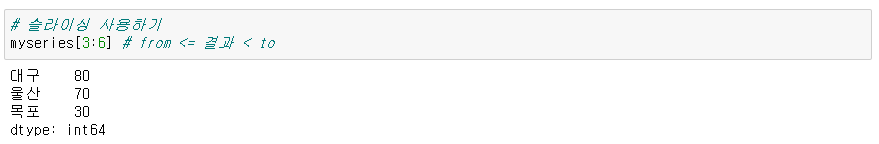 # 슬라이싱 사용하기
myseries[3:6] # from <= 결과 < to
대구    80
울산    70
목포    30
dtype: int64